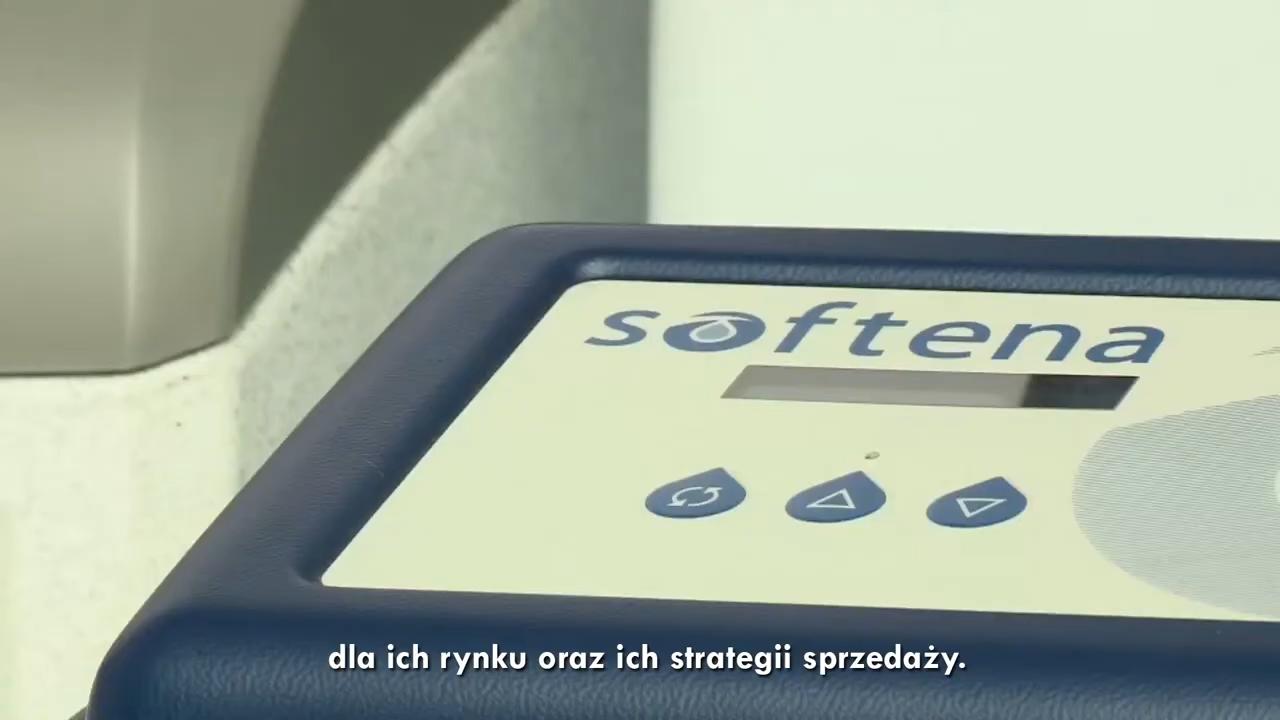 softena
dla ich rynku oraz ich strategii sprzedaży.